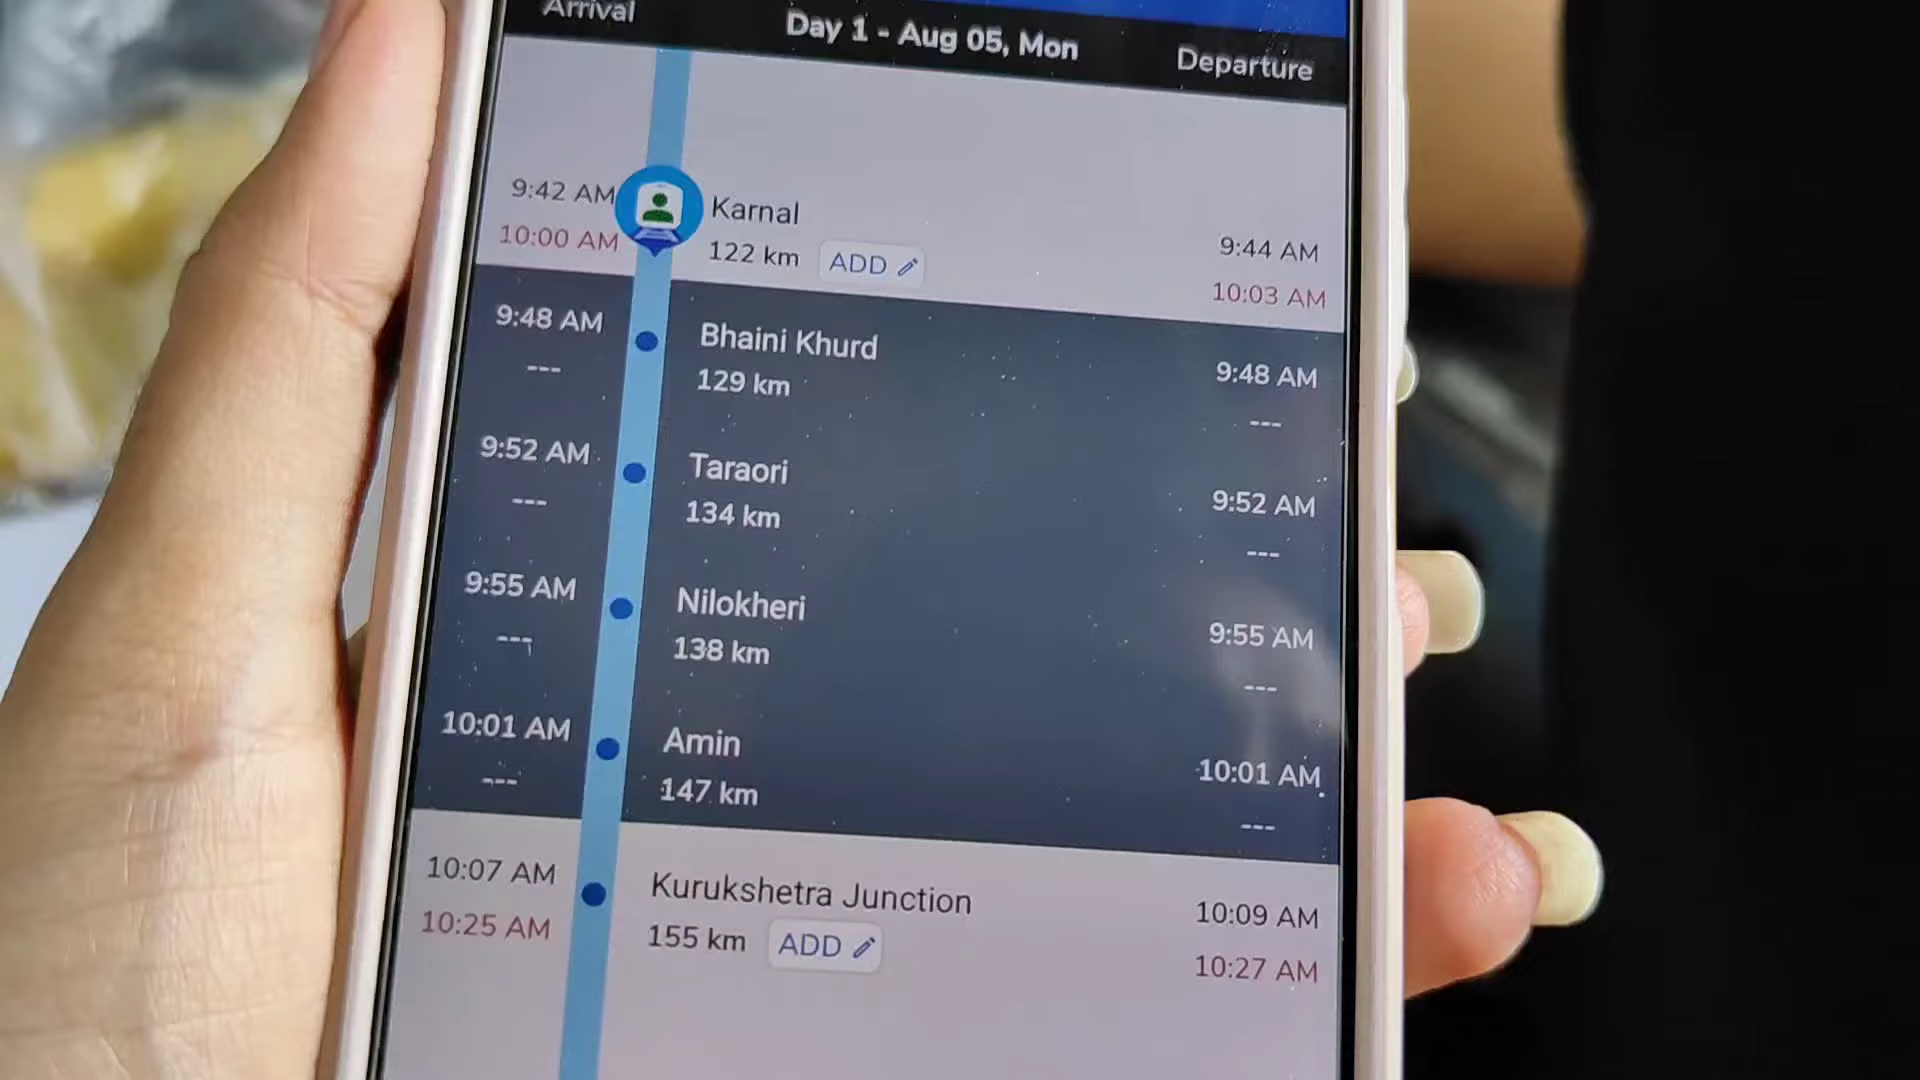 Arrival Day 1 - Aug 05, Mon Departure
9:42 AM Karnal 9:44 AM
10:00 AM 122 km ADD 10:03 AM
9:48 AM Bhaini Khurd 9:48 AM
--- 129 km ---
9:52 AM Taraori 9:52 AM
--- 134 km ---
9:55 AM Nilokheri 9:55 AM
--- 138 km ---
10:01 AM Amin 10:01 AM
--- 147 km ---
10:07 AM Kurukshetra Junction 10:09 AM
10:25 AM 155 km ADD 10:27 AM